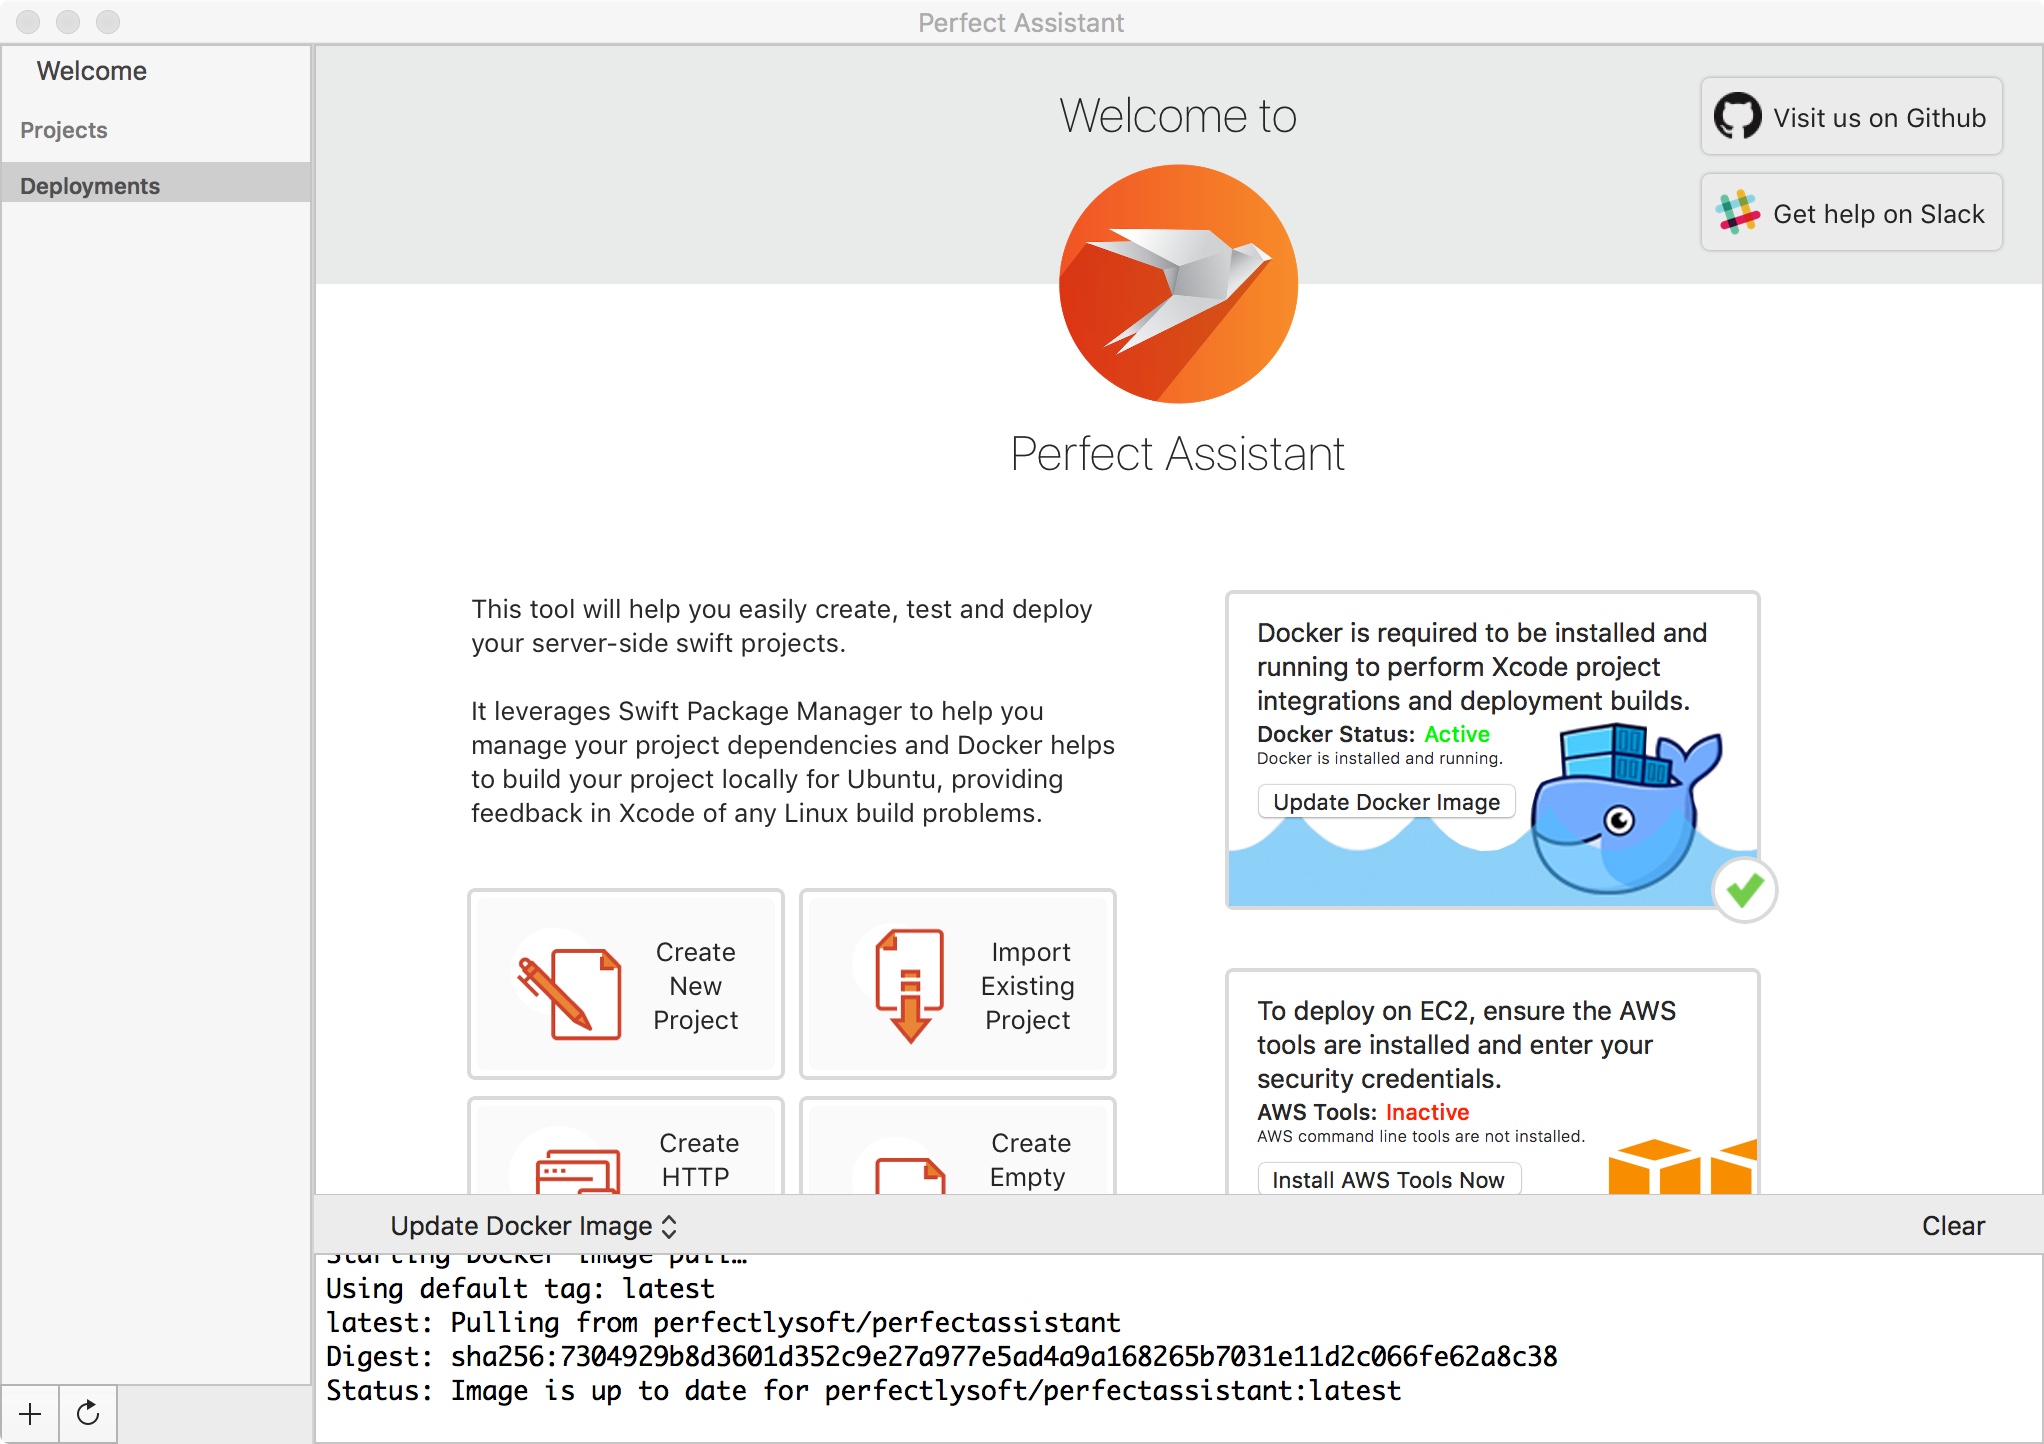 Perfect Assistant
Welcome
Projects
Deployments
Welcome to
Perfect Assistant
Visit us on Github
Get help on Slack
This tool will help you easily create, test and deploy
your server-side swift projects.
It leverages Swift Package Manager to help you
manage your project dependencies and Docker helps
to build your project locally for Ubuntu, providing
feedback in Xcode of any Linux build problems.
Create
New
Project
Import
Existing
Project
Create
HTTP
Create
Empty
Docker is required to be installed and
running to perform Xcode project
integrations and deployment builds.
Docker Status: Active
Docker is installed and running.
Update Docker Image
To deploy on EC2, ensure the AWS
tools are installed and enter your
security credentials.
AWS Tools: Inactive
AWS command line tools are not installed.
Install AWS Tools Now
Update Docker Image
Clear
Starting Docker image pull…
Using default tag: latest
latest: Pulling from perfectlysoft/perfectassistant
Digest: sha256:7304929b8d3601d352c9e27a977e5ad4a9a168265b7031e11d2c066fe62a8c38
Status: Image is up to date for perfectlysoft/perfectassistant:latest